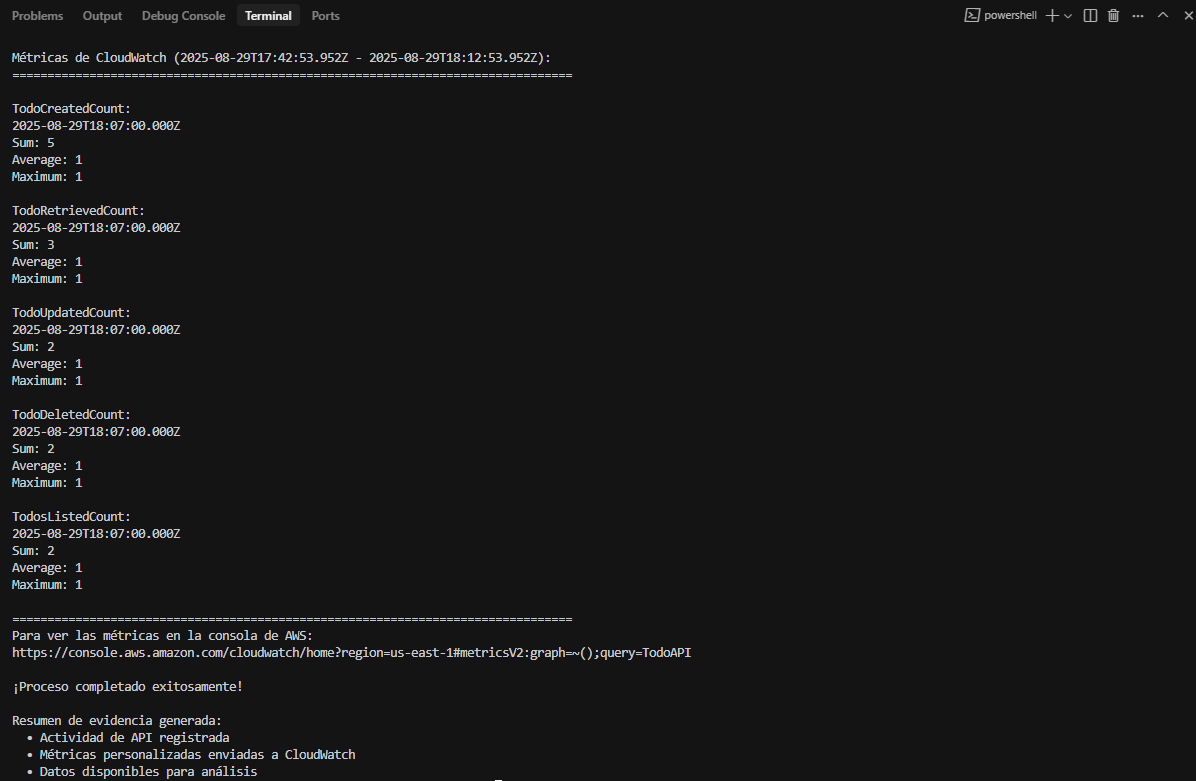 Problems Output Debug Console Terminal Ports powershell
Métricas de CloudWatch (2025-08-29T17:42:53.952Z - 2025-08-29T18:12:53.952Z):
================================================================================
TodoCreatedCount:
2025-08-29T18:07:00.000Z
Sum: 5
Average: 1
Maximum: 1
TodoRetrievedCount:
2025-08-29T18:07:00.000Z
Sum: 3
Average: 1
Maximum: 1
TodoUpdatedCount:
2025-08-29T18:07:00.000Z
Sum: 2
Average: 1
Maximum: 1
TodoDeletedCount:
2025-08-29T18:07:00.000Z
Sum: 2
Average: 1
Maximum: 1
TodosListedCount:
2025-08-29T18:07:00.000Z
Sum: 2
Average: 1
Maximum: 1
================================================================================
Para ver las métricas en la consola de AWS:
https://console.aws.amazon.com/cloudwatch/home?region=us-east-1#metricsV2:graph=~();query=TodoAPI
¡Proceso completado exitosamente!
Resumen de evidencia generada:
• Actividad de API registrada
• Métricas personalizadas enviadas a CloudWatch
• Datos disponibles para análisis